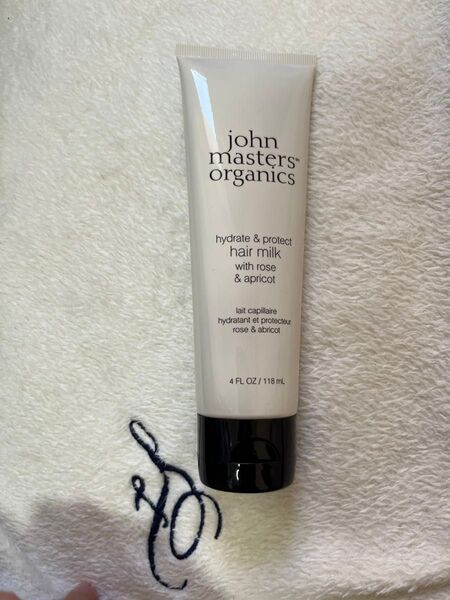 john
masters™
organics
hydrate & protect
hair milk
with rose
& apricot
lait capillaire
hydratant et protecteur
rose & abricot
4 FL OZ / 118 mL